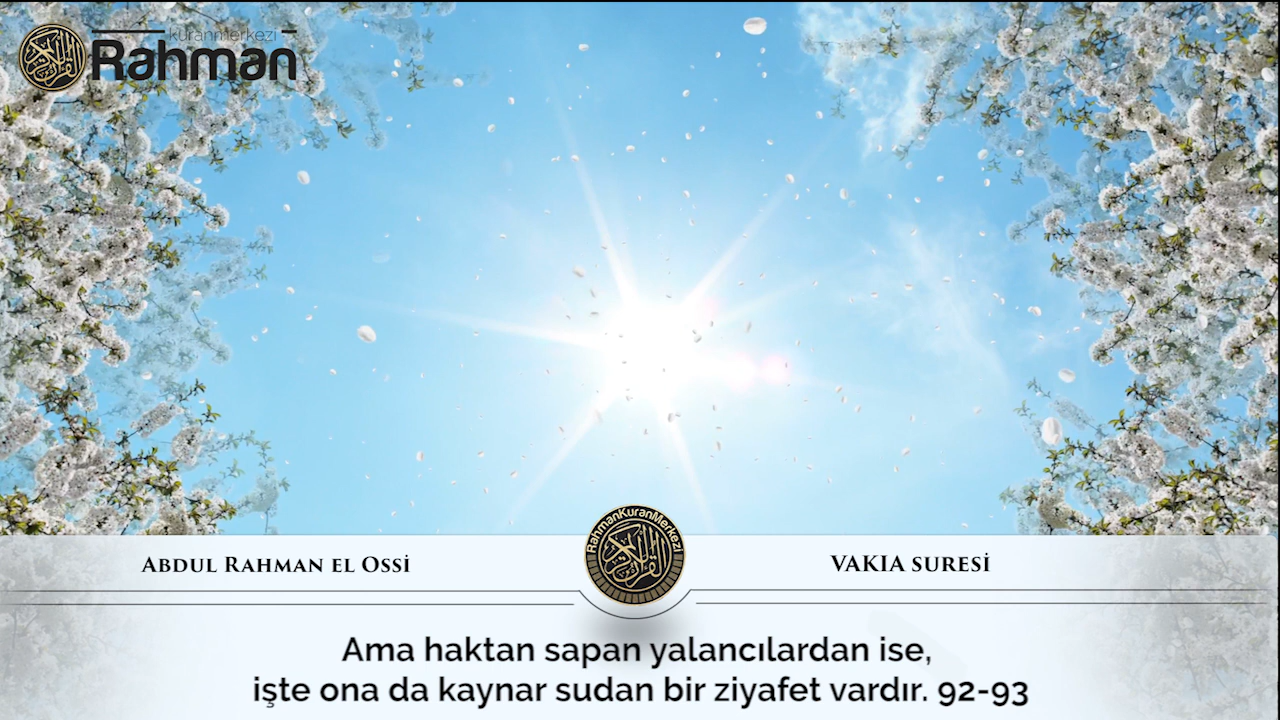 kuranmerkezi
Rahman
RahmanKuranMerkezi
ABDUL RAHMAN EL OSSİ
VAKIA SURESİ
Ama haktan sapan yalancılardan ise,
işte ona da kaynar sudan bir ziyafet vardır. 92-93